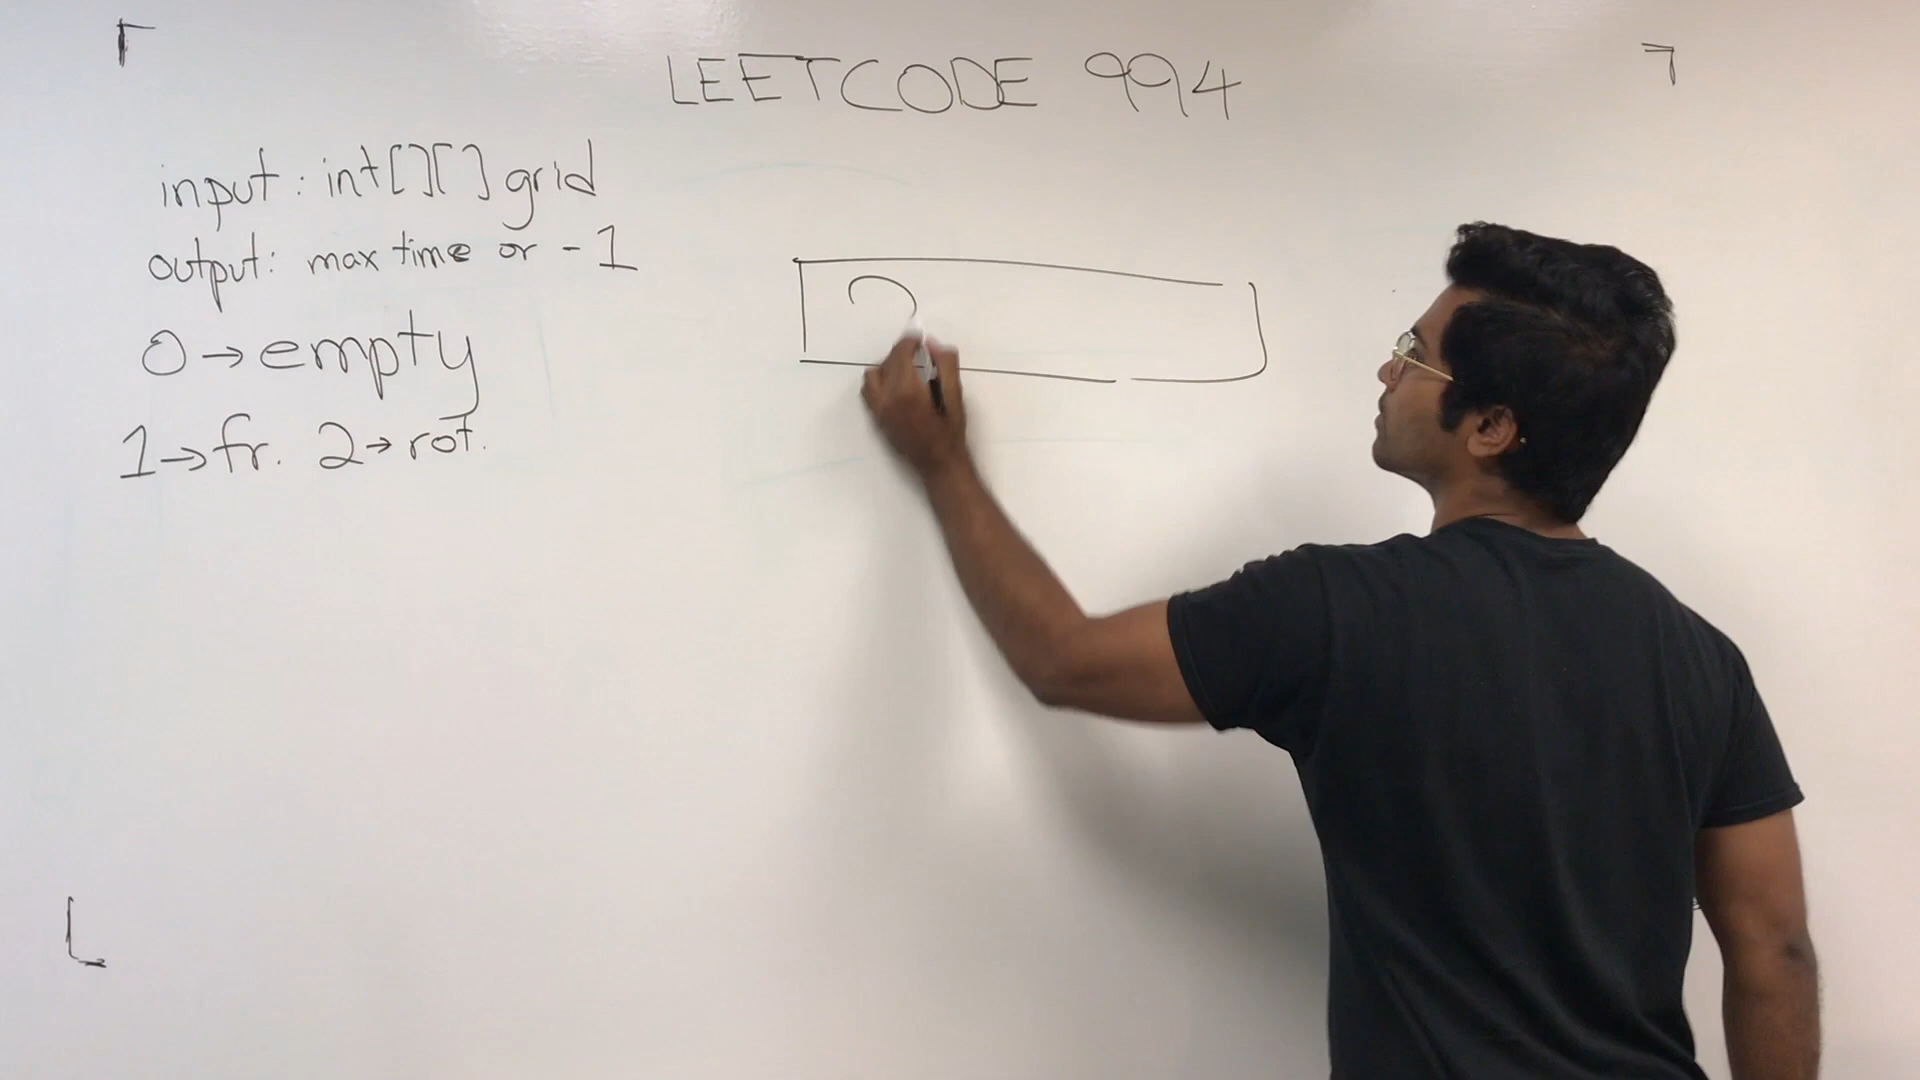 LEETCODE 994
input: int[][] grid
output: max time or -1
0→empty
1→fr. 2→rot.